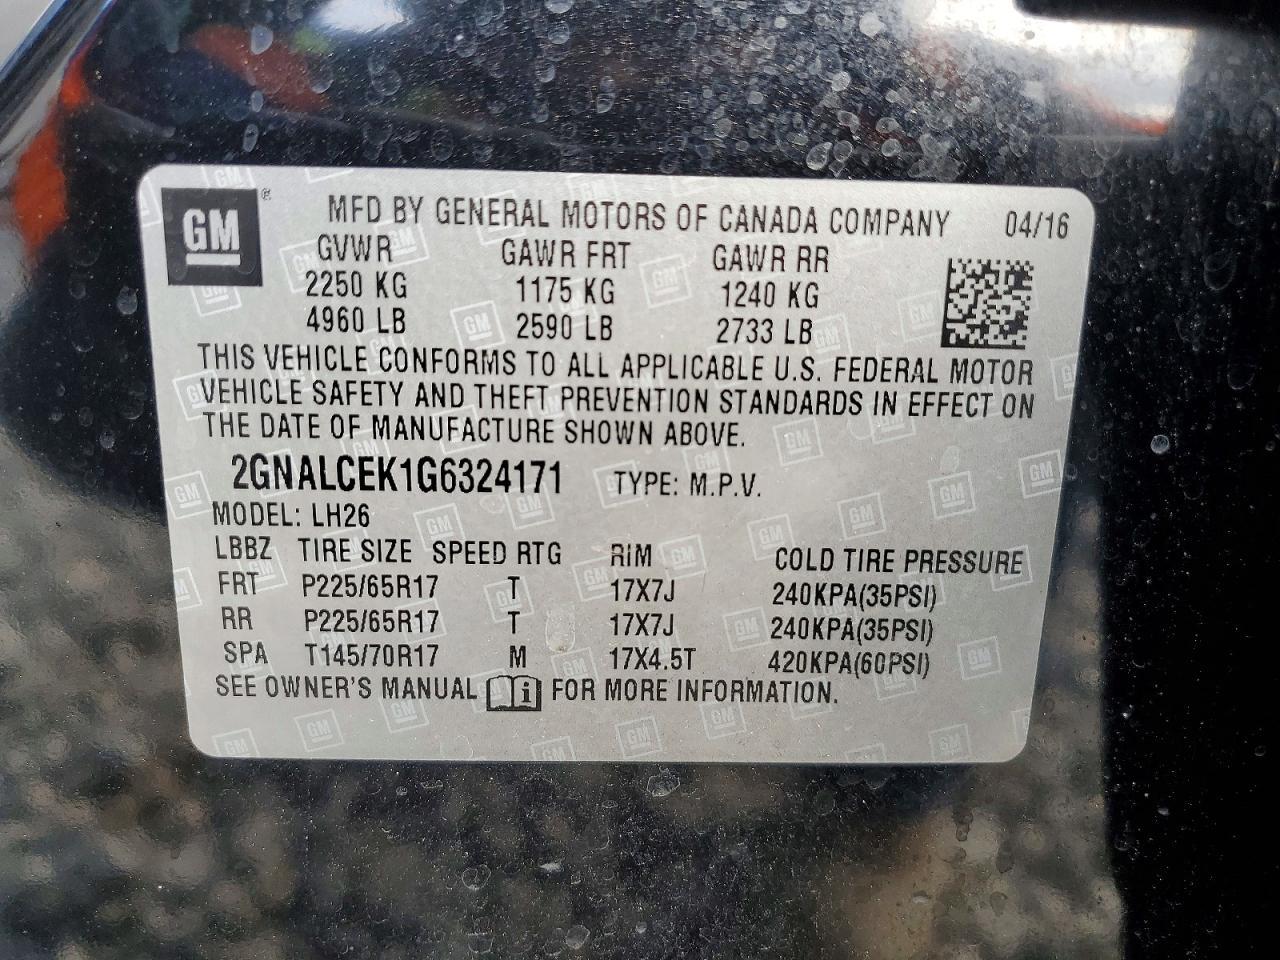 GM ® MFD BY GENERAL MOTORS OF CANADA COMPANY 04/16
GVWR GAWR FRT GAWR RR
2250 KG 1175 KG 1240 KG
4960 LB 2590 LB 2733 LB
THIS VEHICLE CONFORMS TO ALL APPLICABLE U.S. FEDERAL MOTOR
VEHICLE SAFETY AND THEFT PREVENTION STANDARDS IN EFFECT ON
THE DATE OF MANUFACTURE SHOWN ABOVE.
2GNALCEK1G6324171 TYPE: M.P.V.
MODEL: LH26
LBBZ TIRE SIZE SPEED RTG RIM COLD TIRE PRESSURE
FRT P225/65R17 T 17X7J 240KPA(35PSI)
RR P225/65R17 T 17X7J 240KPA(35PSI)
SPA T145/70R17 M 17X4.5T 420KPA(60PSI)
SEE OWNER'S MANUAL i FOR MORE INFORMATION.